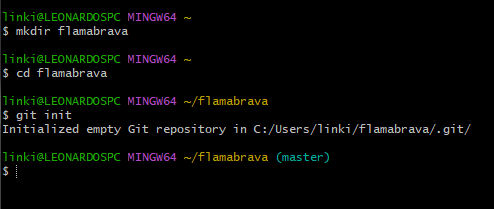 linki@LEONARDOSPC MINGW64 ~
$ mkdir flamabrava
linki@LEONARDOSPC MINGW64 ~
$ cd flamabrava
linki@LEONARDOSPC MINGW64 ~/flamabrava
$ git init
Initialized empty Git repository in C:/Users/linki/flamabrava/.git/
linki@LEONARDOSPC MINGW64 ~/flamabrava (master)
$